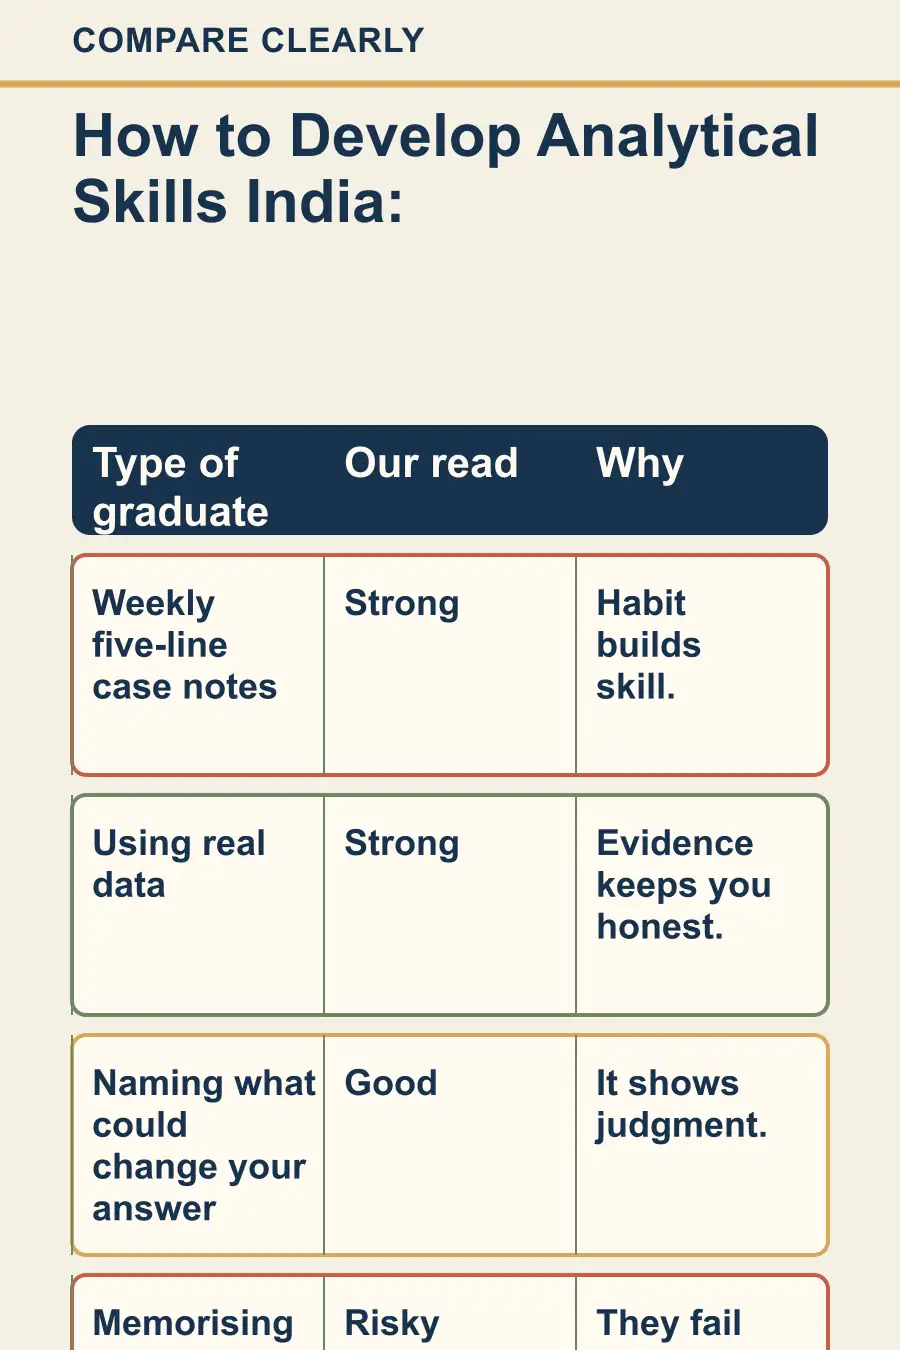 COMPARE CLEARLY
How to Develop Analytical
Skills India:
Type of
graduate
Our read
Why
Weekly
five-line
case notes
Strong
Habit
builds
skill.
Using real
data
Strong
Evidence
keeps you
honest.
Naming what
could
change your
answer
Good
It shows
judgment.
Memorising
Risky
They fail